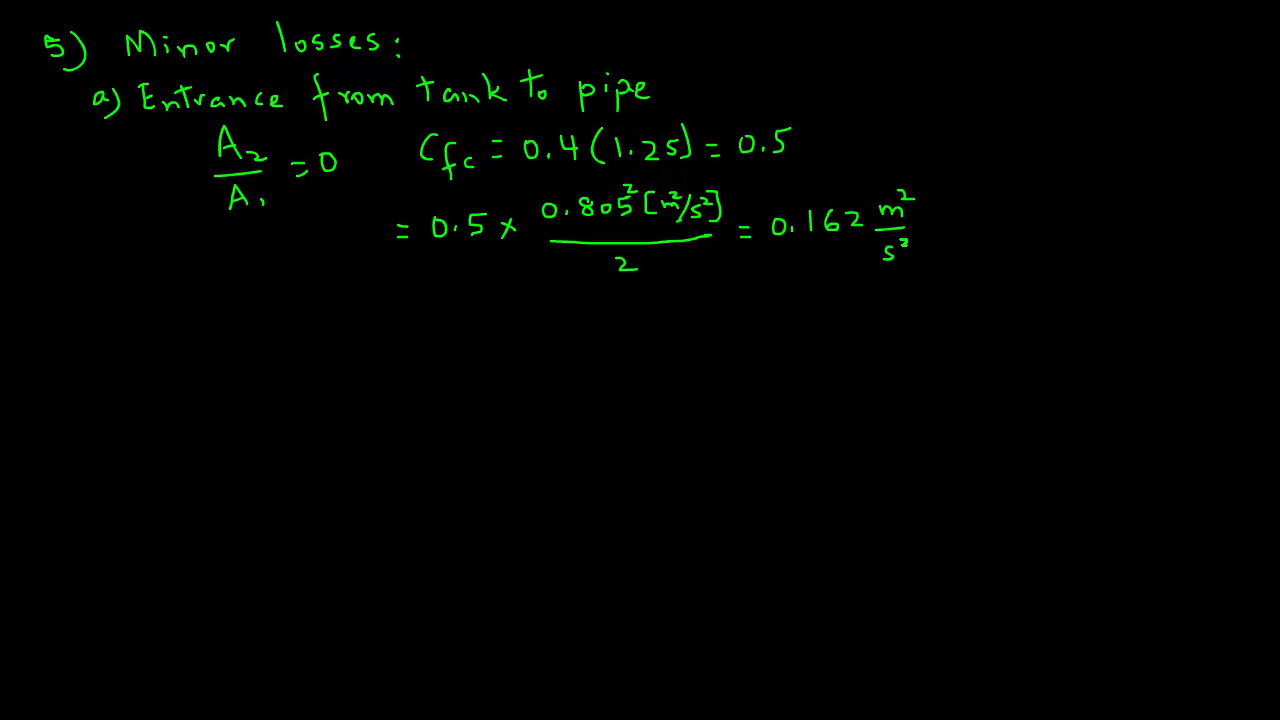 5) Minor losses:
a) Entrance from tank to pipe
A₂/A₁ = 0 Cfc = 0.4 (1.25) = 0.5
= 0.5 × 0.805² [m²/s²] / 2 = 0.162 m²/s²